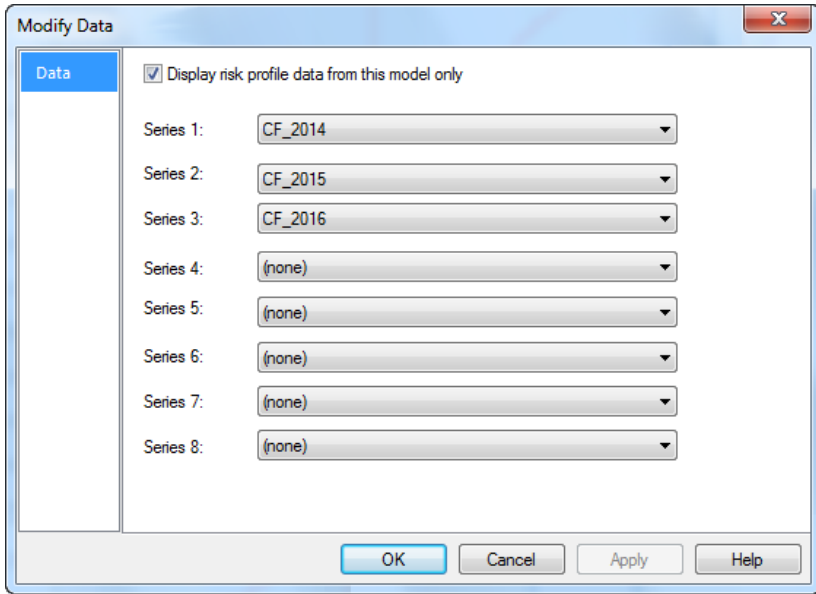 Modify Data
Data
Display risk profile data from this model only
Series 1: CF_2014
Series 2: CF_2015
Series 3: CF_2016
Series 4: (none)
Series 5: (none)
Series 6: (none)
Series 7: (none)
Series 8: (none)
OK Cancel Apply Help